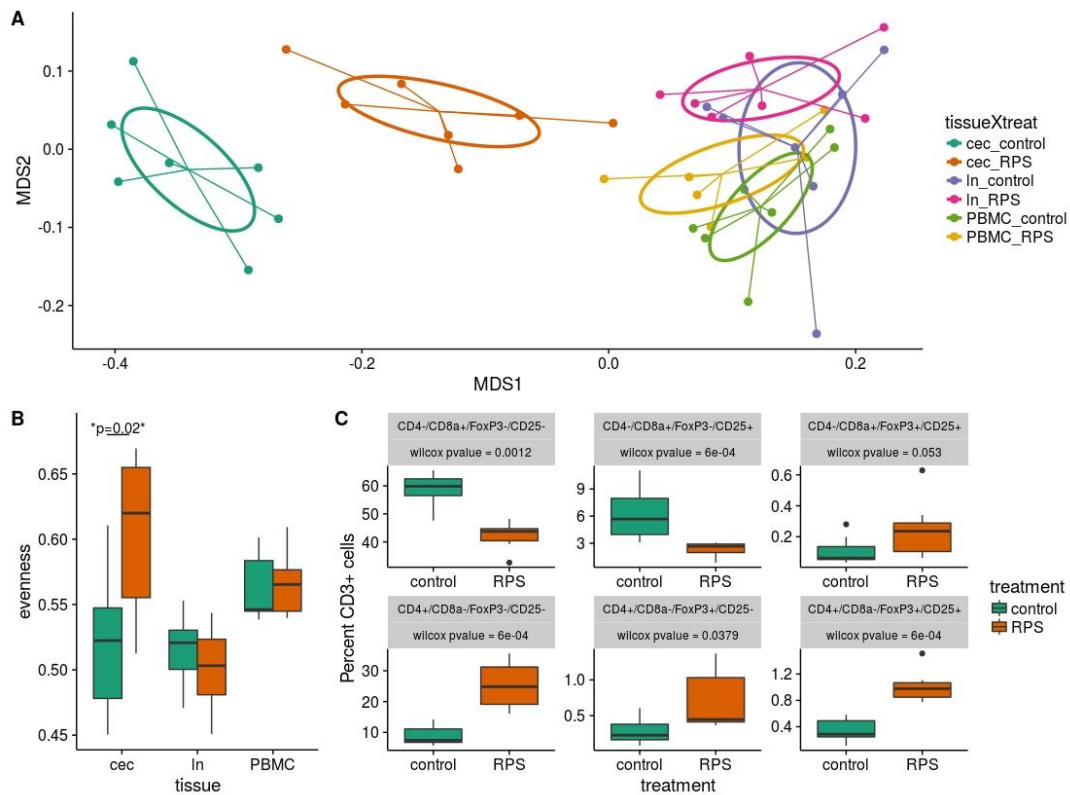 A
0.1
0.0
-0.1
-0.2
MDS2
-0.4
-0.2
0.0
0.2
MDS1
tissueXtreat
cec_control
cec_RPS
ln_control
ln_RPS
PBMC_control
PBMC_RPS
B
*p=0.02*
0.65
0.60
0.55
0.50
0.45
evenness
cec
ln
PBMC
tissue
C
Percent CD3+ cells
CD4-/CD8a+/FoxP3-/CD25-
wilcox pvalue = 0.0012
60
50
40
control
RPS
CD4-/CD8a+/FoxP3-/CD25+
wilcox pvalue = 6e-04
9
6
3
control
RPS
CD4-/CD8a+/FoxP3+/CD25+
wilcox pvalue = 0.053
0.6
0.4
0.2
control
RPS
CD4+/CD8a-/FoxP3-/CD25-
wilcox pvalue = 6e-04
30
20
10
control
RPS
CD4+/CD8a-/FoxP3+/CD25-
wilcox pvalue = 0.0379
1.0
0.5
control
RPS
CD4+/CD8a-/FoxP3+/CD25+
wilcox pvalue = 6e-04
1.2
0.8
0.4
control
RPS
treatment
treatment
control
RPS